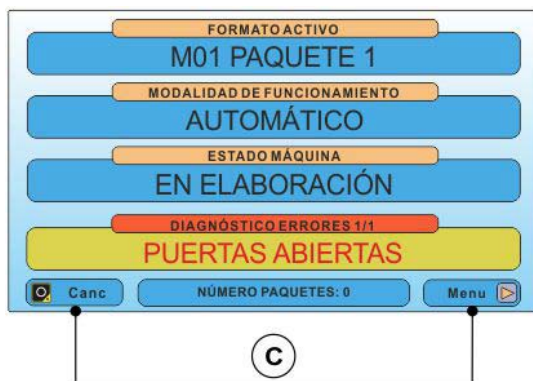 FORMATO ACTIVO
M01 PAQUETE 1
MODALIDAD DE FUNCIONAMIENTO
AUTOMÁTICO
ESTADO MÁQUINA
EN ELABORACIÓN
DIAGNÓSTICO ERRORES 1/1
PUERTAS ABIERTAS
Canc
NÚMERO PAQUETES: 0
Menu
C